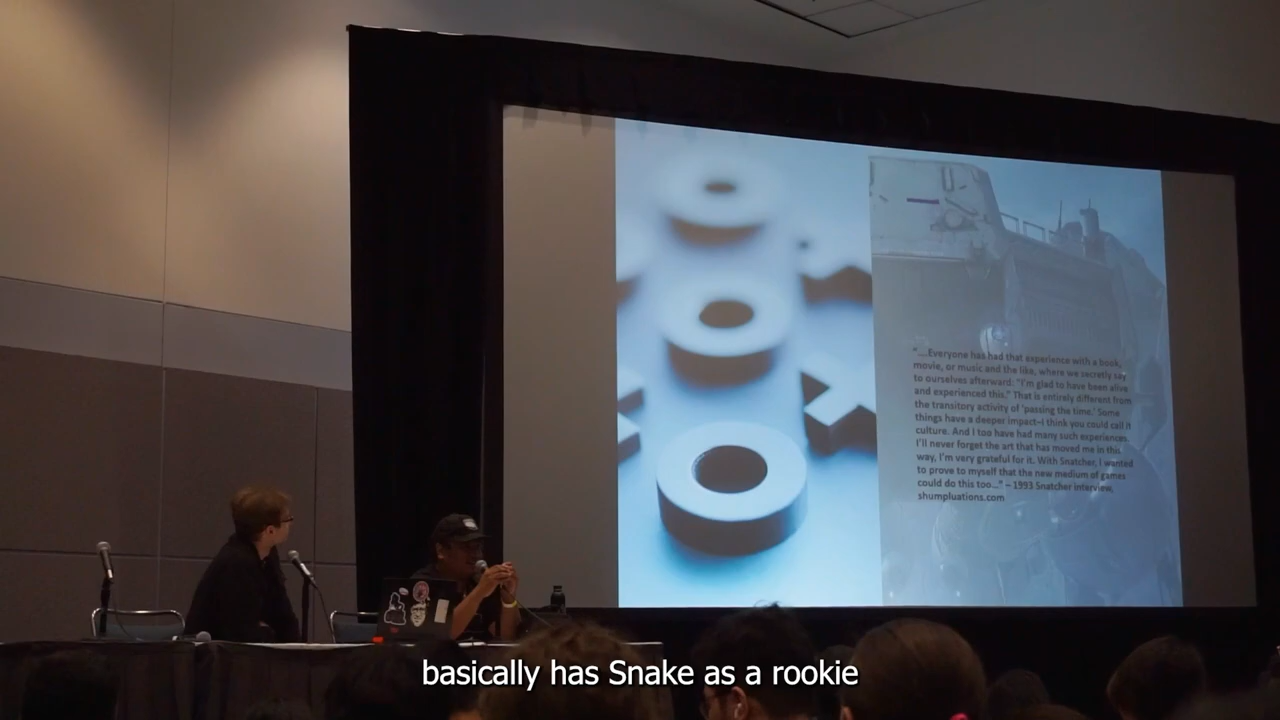 "...Everyone has had that experience with a book,
movie, or music and the like, where we secretly say
to ourselves afterward: "I'm glad to have been alive
and experienced this." That is entirely different from
the transitory activity of 'passing the time.' Some
things have a deeper impact—I think you could call it
culture. And I too have had many such experiences.
I'll never forget the art that has moved me in this
way, I'm very grateful for it. With Snatcher, I wanted
to prove to myself that the new medium of games
could do this too..." – 1993 Snatcher interview,
shumpluations.com
basically has Snake as a rookie